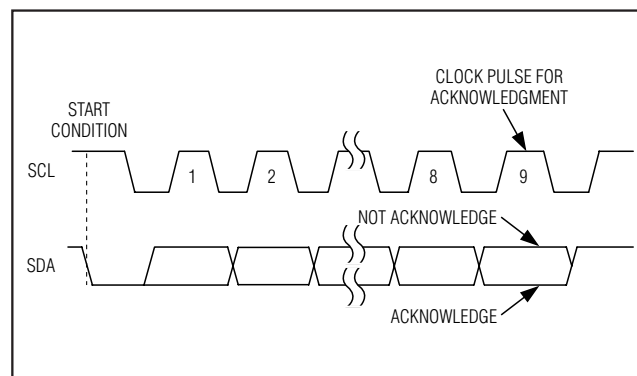 CLOCK PULSE FOR
ACKNOWLEDGMENT
START
CONDITION
SCL
1
2
8
9
NOT ACKNOWLEDGE
SDA
ACKNOWLEDGE